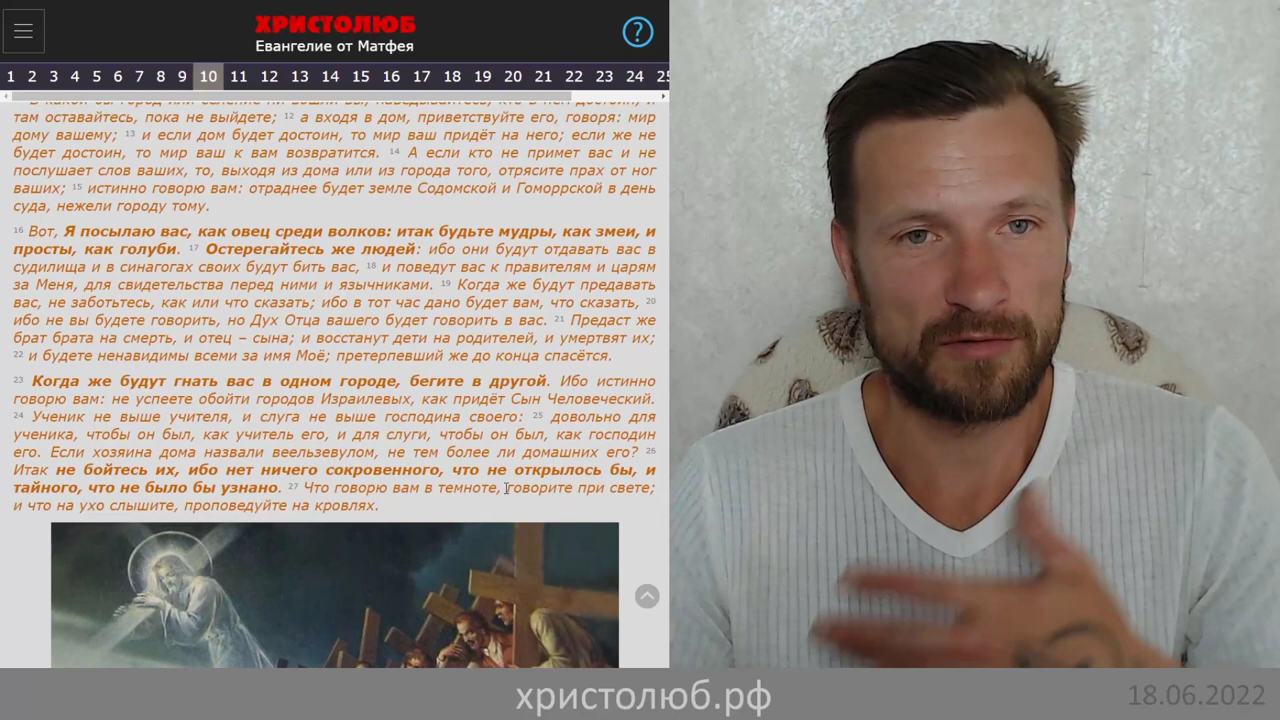 ХРИСТОЛЮБ
Евангелие от Матфея
?
1 2 3 4 5 6 7 8 9 10 11 12 13 14 15 16 17 18 19 20 21 22 23 24 25
В какой бы город или селение ни вошли вы, наведывайтесь, кто в нём достоин, и
там оставайтесь, пока не выйдете; 12 а входя в дом, приветствуйте его, говоря: мир
дому вашему; 13 и если дом будет достоин, то мир ваш придёт на него; если же не
будет достоин, то мир ваш к вам возвратится. 14 А если кто не примет вас и не
послушает слов ваших, то, выходя из дома или из города того, отрясите прах от ног
ваших; 15 истинно говорю вам: отраднее будет земле Содомской и Гоморрской в день
суда, нежели городу тому.
16 Вот, Я посылаю вас, как овец среди волков: итак будьте мудры, как змеи, и
просты, как голуби. 17 Остерегайтесь же людей: ибо они будут отдавать вас в
судилища и в синагогах своих будут бить вас, 18 и поведут вас к правителям и царям
за Меня, для свидетельства перед ними и язычниками. 19 Когда же будут предавать
вас, не заботьтесь, как или что сказать; ибо в тот час дано будет вам, что сказать, 20
ибо не вы будете говорить, но Дух Отца вашего будет говорить в вас. 21 Предаст же
брат брата на смерть, и отец – сына; и восстанут дети на родителей, и умертвят их;
22 и будете ненавидимы всеми за имя Моё; претерпевший же до конца спасётся.
23 Когда же будут гнать вас в одном городе, бегите в другой. Ибо истинно
говорю вам: не успеете обойти городов Израилевых, как придёт Сын Человеческий.
24 Ученик не выше учителя, и слуга не выше господина своего: 25 довольно для
ученика, чтобы он был, как учитель его, и для слуги, чтобы он был, как господин
его. Если хозяина дома назвали веельзевулом, не тем более ли домашних его? 26
Итак не бойтесь их, ибо нет ничего сокровенного, что не открылось бы, и
тайного, что не было бы узнано. 27 Что говорю вам в темноте, говорите при свете;
и что на ухо слышите, проповедуйте на кровлях.
христолюб.рф
18.06.2022